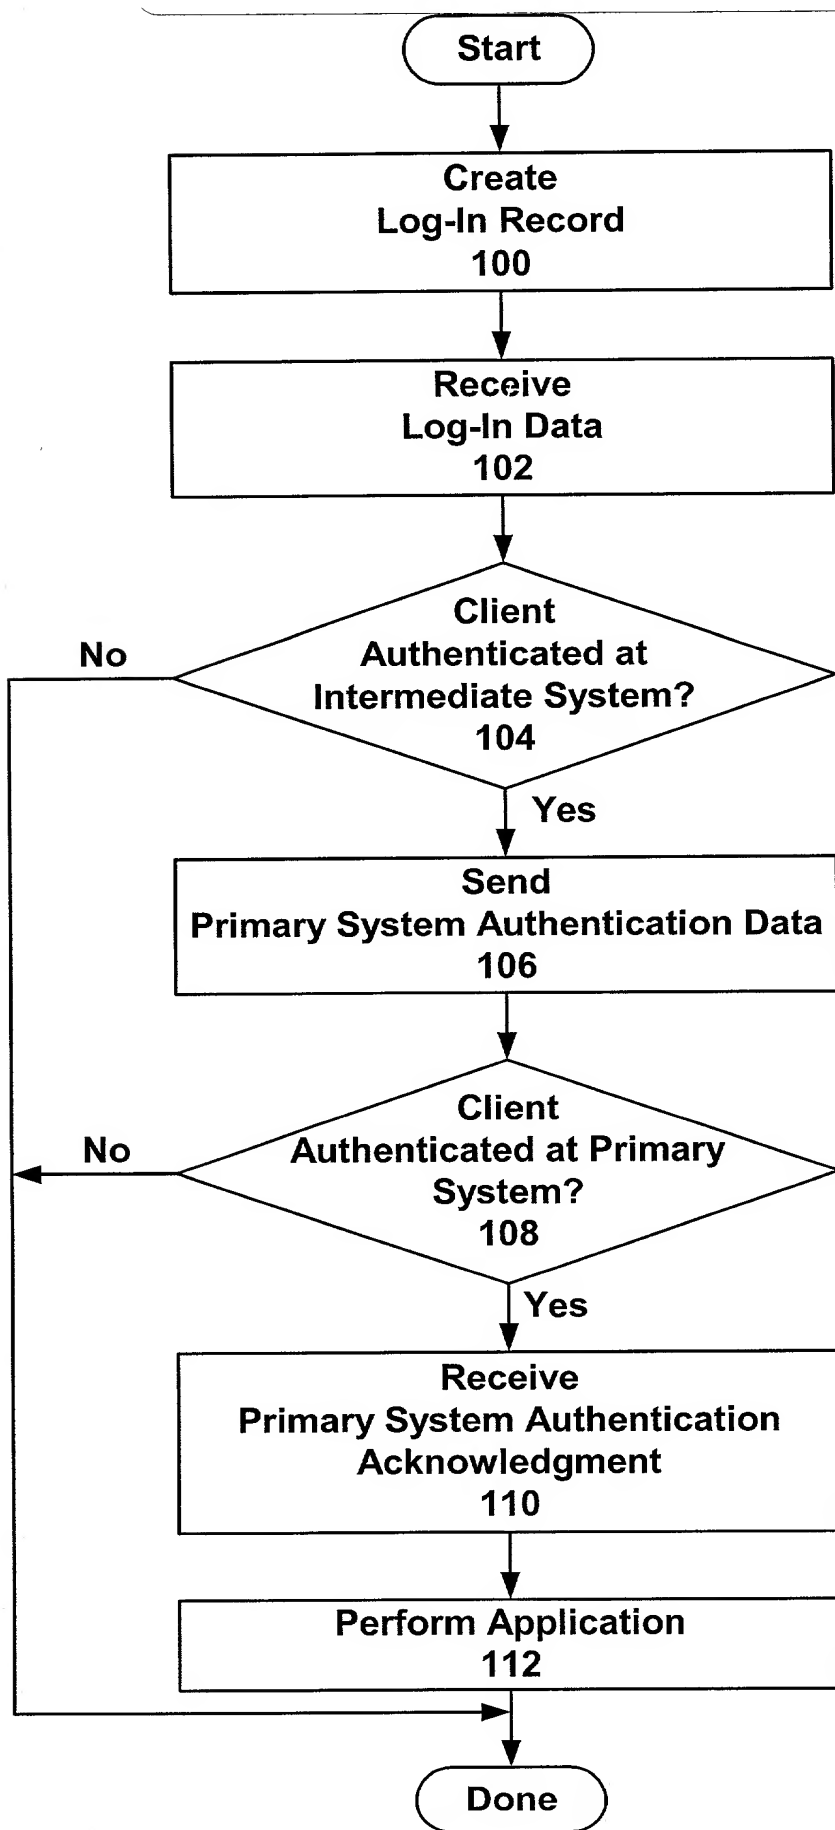 Start
Create
Log-In Record
100
Receive
Log-In Data
102
Client
Authenticated at
Intermediate System?
104
No
Yes
Send
Primary System Authentication Data
106
Client
Authenticated at Primary
System?
108
No
Yes
Receive
Primary System Authentication
Acknowledgment
110
Perform Application
112
Done